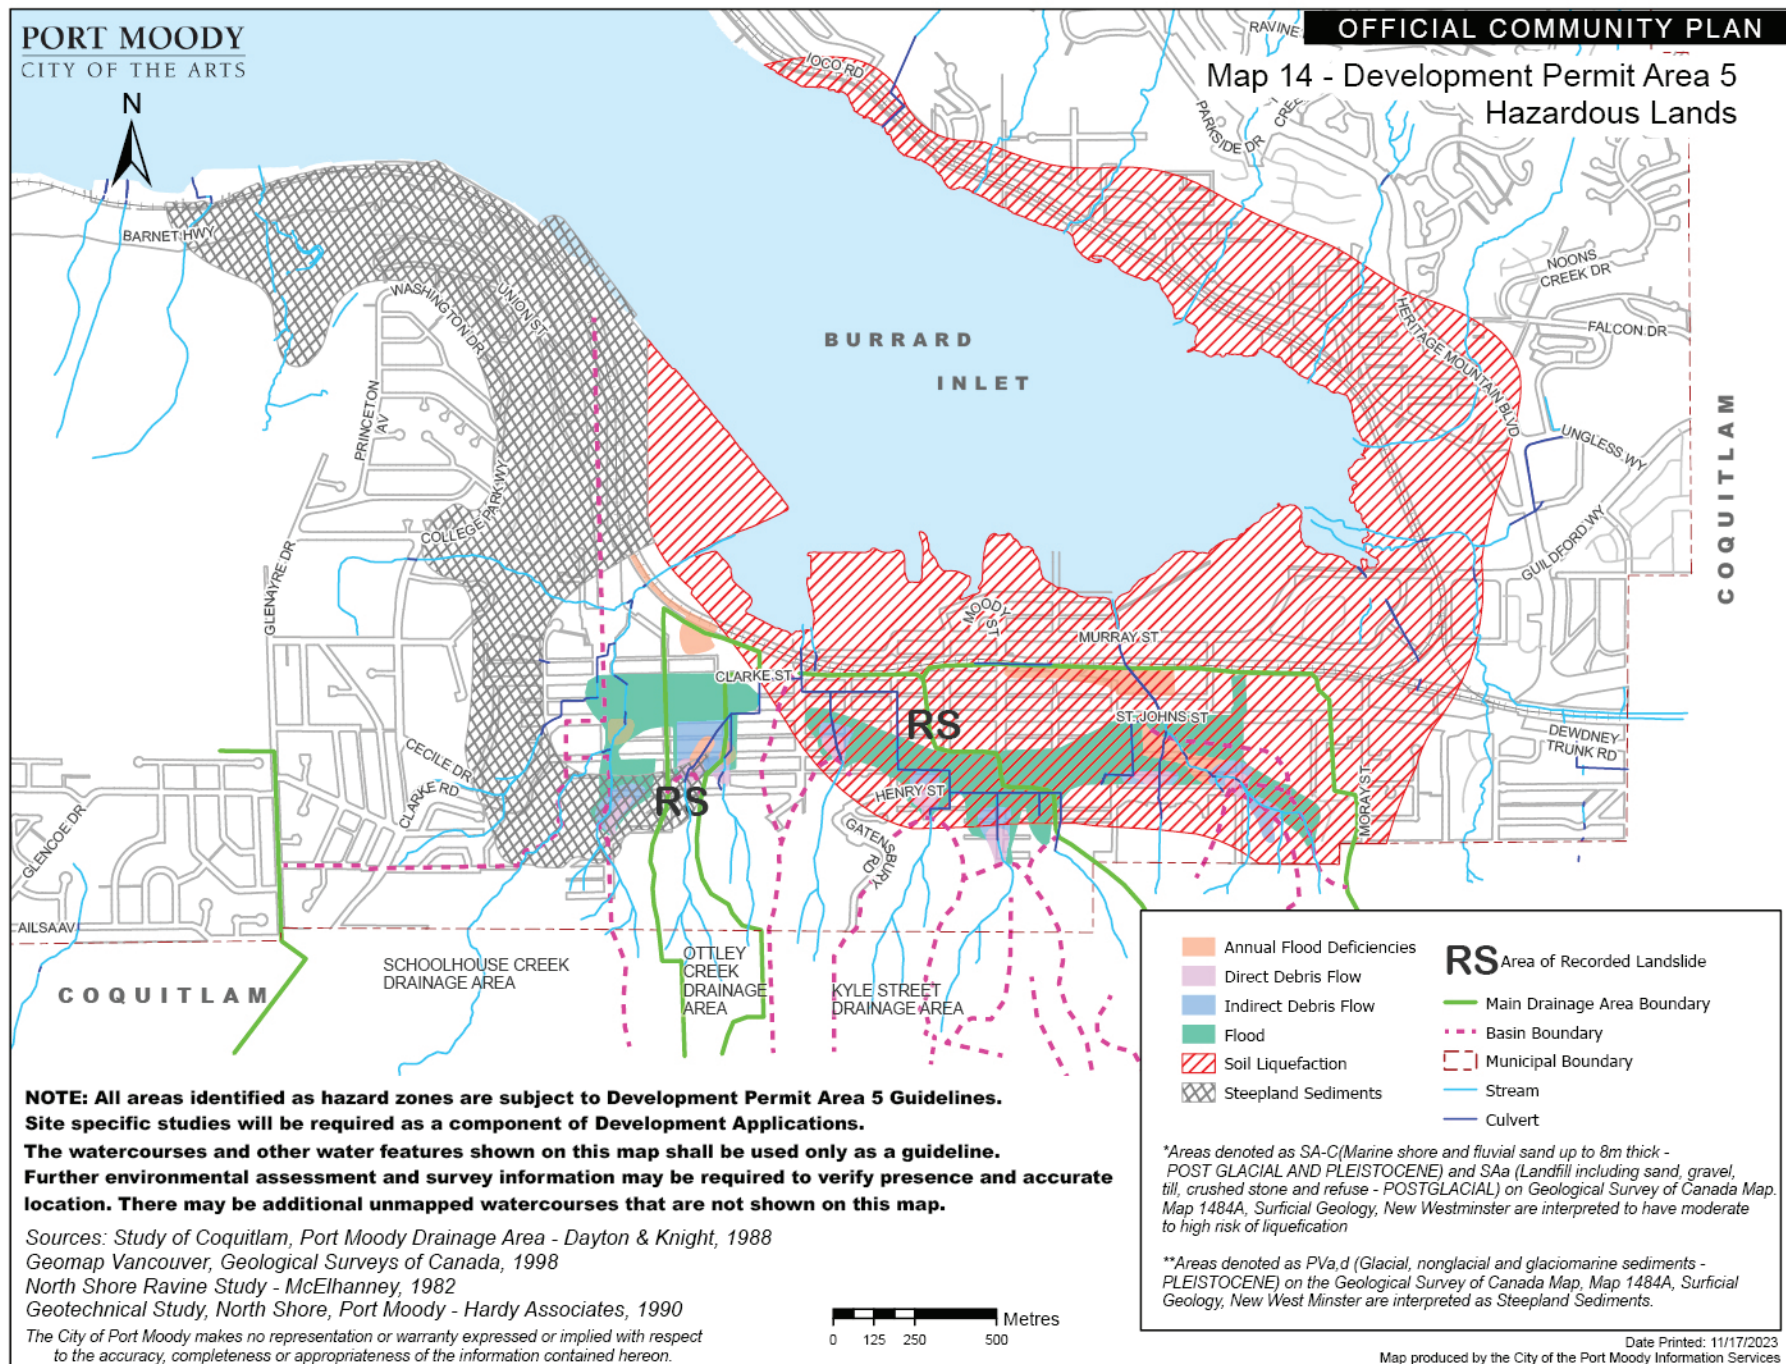 PORT MOODY
CITY OF THE ARTS
N
OFFICIAL COMMUNITY PLAN
Map 14 - Development Permit Area 5
Hazardous Lands
RAVINE
IOCO RD
PARKSIDE DR
BARNET HWY
WASHINGTON DR
UNION ST
NOONS
CREEK DR
FALCON DR
HERITAGE MOUNTAIN BLVD
BURRARD
INLET
PRINCETON
AV
COLLEGE PARK WY
UNGLESS WY
GUILDFORD WY
COQUITLAM
GLENAYRE DR
MOODY
ST
MURRAY ST
CLARKE ST
RS
ST. JOHNS ST
DEWDNEY
TRUNK RD
CECILE DR
CLARKE RD
RS
HENRY ST
MORAY ST
GLENCOE DR
GATENSBURY
RD
AILSA AV
COQUITLAM
SCHOOLHOUSE CREEK
DRAINAGE AREA
OTTLEY
CREEK
DRAINAGE
AREA
KYLE STREET
DRAINAGE AREA
Annual Flood Deficiencies
Direct Debris Flow
Indirect Debris Flow
Flood
Soil Liquefaction
Steepland Sediments
RS Area of Recorded Landslide
Main Drainage Area Boundary
Basin Boundary
Municipal Boundary
Stream
Culvert
*Areas denoted as SA-C(Marine shore and fluvial sand up to 8m thick -
POST GLACIAL AND PLEISTOCENE) and SAa (Landfill including sand, gravel,
till, crushed stone and refuse - POSTGLACIAL) on Geological Survey of Canada Map.
Map 1484A, Surficial Geology, New Westminster are interpreted to have moderate
to high risk of liquefication
**Areas denoted as PVa,d (Glacial, nonglacial and glaciomarine sediments -
PLEISTOCENE) on the Geological Survey of Canada Map, Map 1484A, Surficial
Geology, New West Minster are interpreted as Steepland Sediments.
NOTE: All areas identified as hazard zones are subject to Development Permit Area 5 Guidelines.
Site specific studies will be required as a component of Development Applications.
The watercourses and other water features shown on this map shall be used only as a guideline.
Further environmental assessment and survey information may be required to verify presence and accurate
location. There may be additional unmapped watercourses that are not shown on this map.
Sources: Study of Coquitlam, Port Moody Drainage Area - Dayton & Knight, 1988
Geomap Vancouver, Geological Surveys of Canada, 1998
North Shore Ravine Study - McElhanney, 1982
Geotechnical Study, North Shore, Port Moody - Hardy Associates, 1990
The City of Port Moody makes no representation or warranty expressed or implied with respect
to the accuracy, completeness or appropriateness of the information contained hereon.
Metres
0 125 250 500
Date Printed: 11/17/2023
Map produced by the City of the Port Moody Information Services